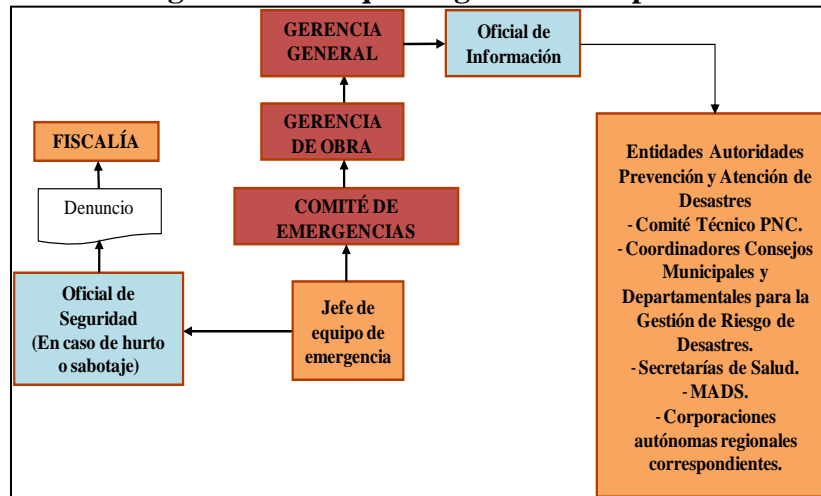 GERENCIA
GENERAL
Oficial de
Información
GERENCIA
DE OBRA
FISCALÍA
Denuncio
COMITÉ DE
EMERGENCIAS
Oficial de
Seguridad
(En caso de hurto
o sabotaje)
Jefe de
equipo de
emergencia
Entidades Autoridades
Prevención y Atención de
Desastres
- Comité Técnico PNC.
- Coordinadores Consejos
Municipales y
Departamentales para la
Gestión de Riesgo de
Desastres.
- Secretarías de Salud.
- MADS.
- Corporaciones
autónomas regionales
correspondientes.